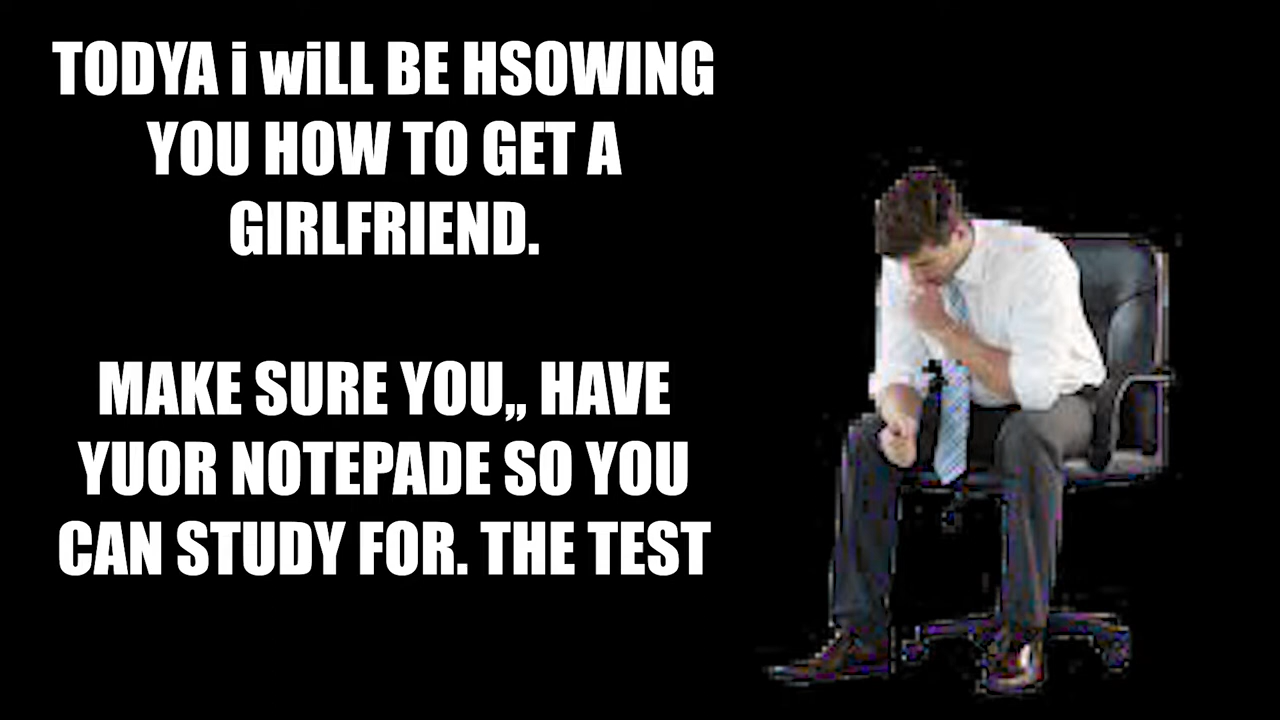 TODYA i wiLL BE HSOWING
YOU HOW TO GET A
GIRLFRIEND.
MAKE SURE YOU,, HAVE
YUOR NOTEPADE SO YOU
CAN STUDY FOR. THE TEST